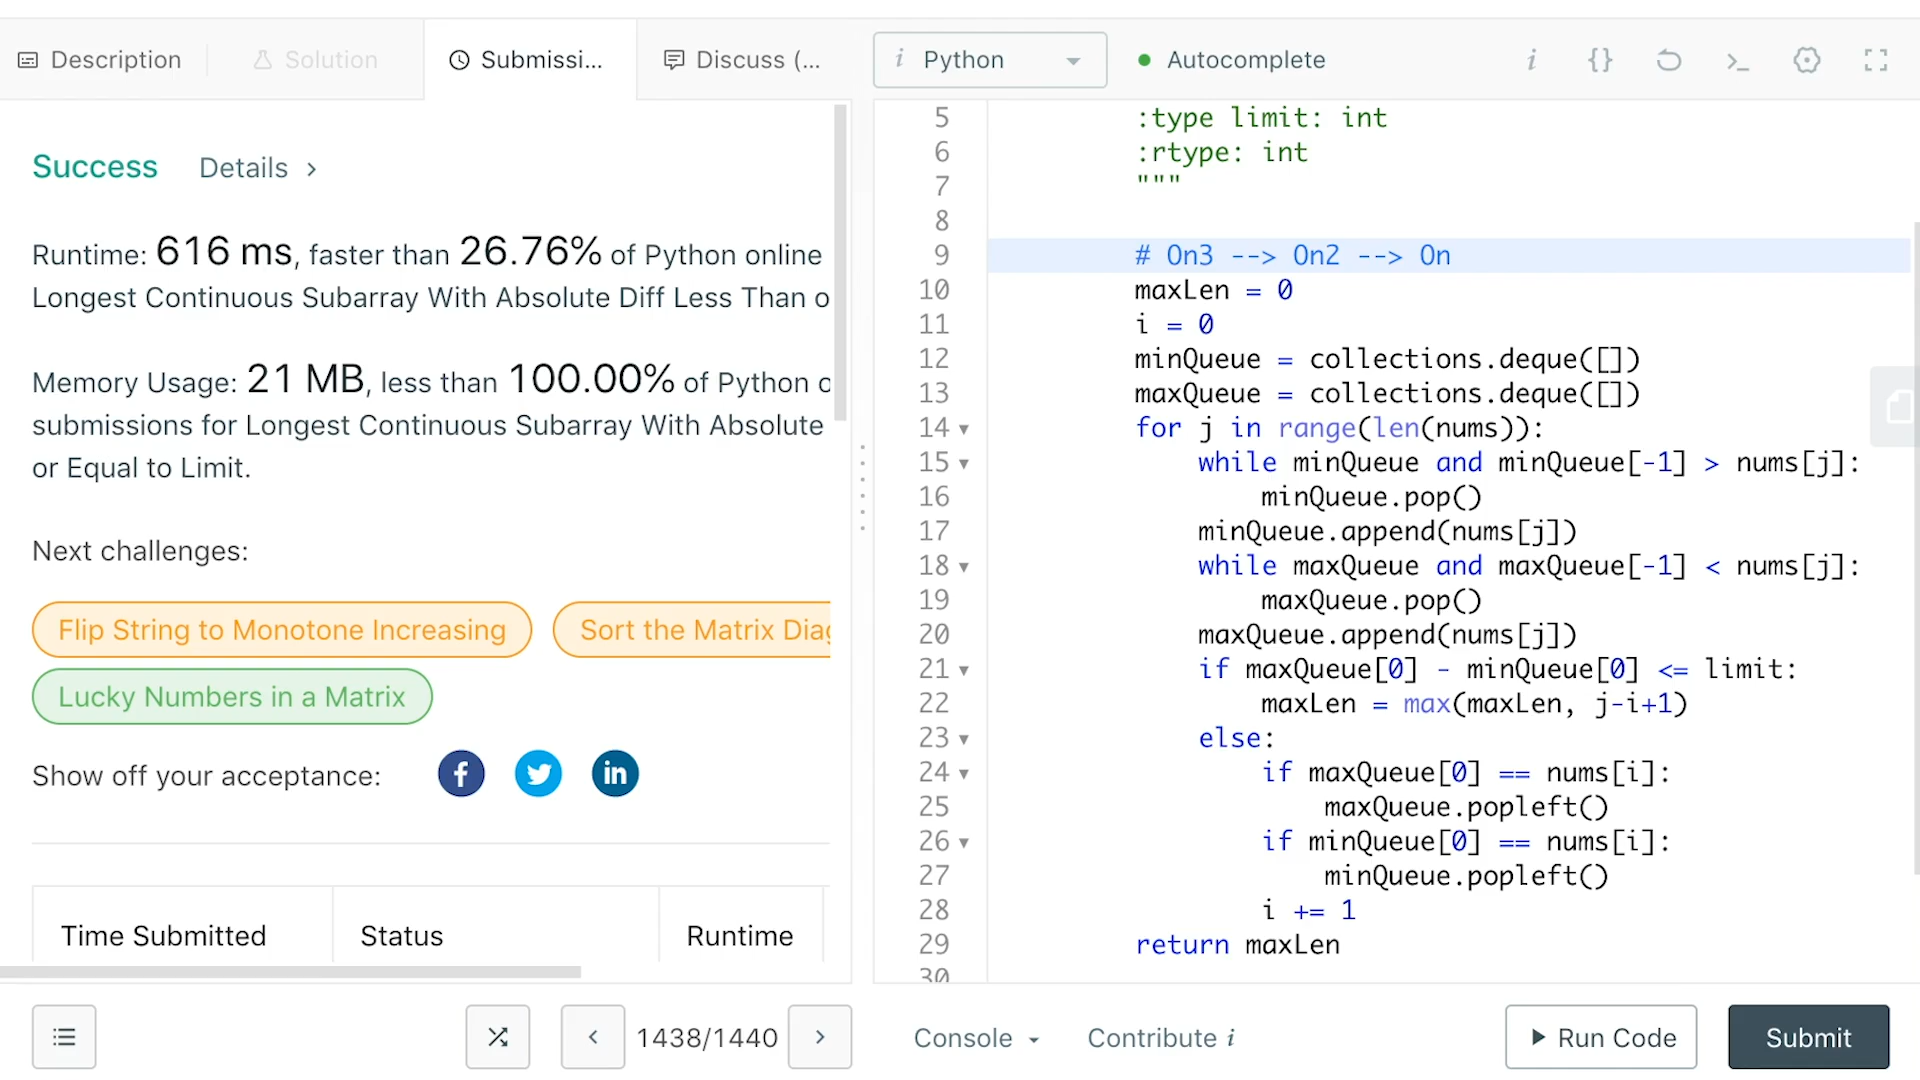 Description
Solution
Submissi...
Discuss (...
i Python
Autocomplete
i {} >_
Success Details >
Runtime: 616 ms, faster than 26.76% of Python online
Longest Continuous Subarray With Absolute Diff Less Than o
Memory Usage: 21 MB, less than 100.00% of Python o
submissions for Longest Continuous Subarray With Absolute
or Equal to Limit.
Next challenges:
Flip String to Monotone Increasing
Sort the Matrix Diag
Lucky Numbers in a Matrix
Show off your acceptance: f in
Time Submitted Status Runtime
5 :type limit: int
6 :rtype: int
7 """
8
9 # On3 --> On2 --> On
10 maxLen = 0
11 i = 0
12 minQueue = collections.deque([])
13 maxQueue = collections.deque([])
14 for j in range(len(nums)):
15 while minQueue and minQueue[-1] > nums[j]:
16 minQueue.pop()
17 minQueue.append(nums[j])
18 while maxQueue and maxQueue[-1] < nums[j]:
19 maxQueue.pop()
20 maxQueue.append(nums[j])
21 if maxQueue[0] - minQueue[0] <= limit:
22 maxLen = max(maxLen, j-i+1)
23 else:
24 if maxQueue[0] == nums[i]:
25 maxQueue.popleft()
26 if minQueue[0] == nums[i]:
27 minQueue.popleft()
28 i += 1
29 return maxLen
30
< 1438/1440 >
Console
Contribute i
Run Code
Submit